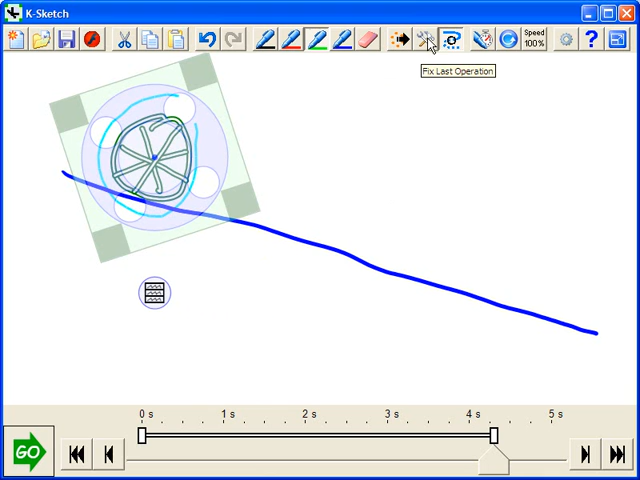 K-Sketch
Speed
100%
?
Fix Last Operation
0 s 1 s 2 s 3 s 4 s 5 s
GO